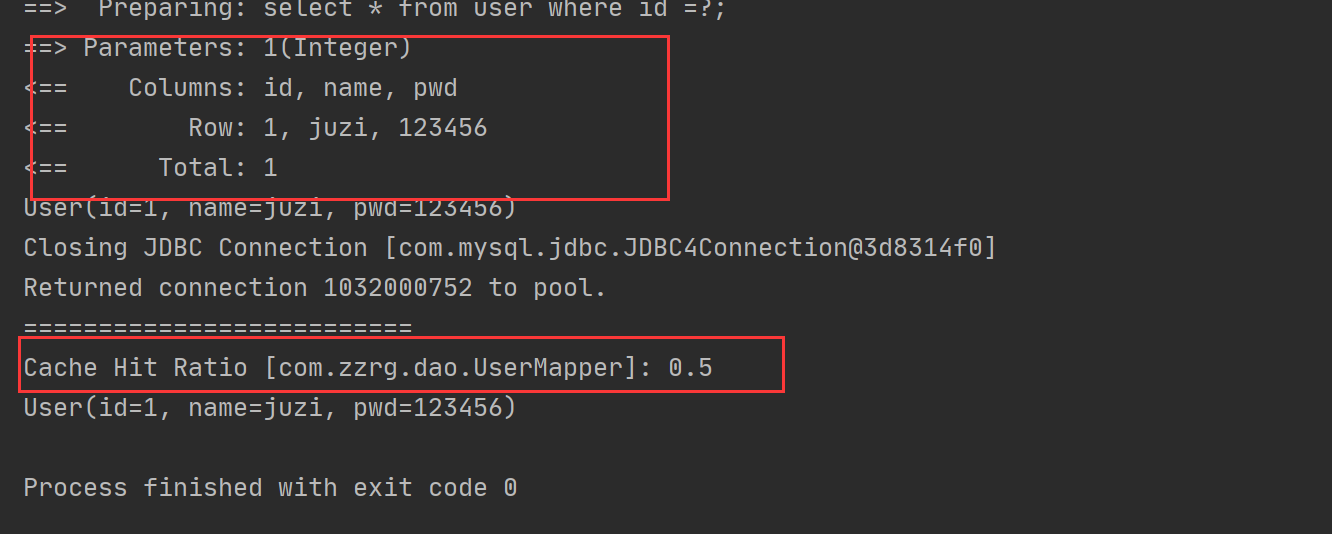 ==>  Preparing: select * from user where id =?;
==> Parameters: 1(Integer)
<==    Columns: id, name, pwd
<==        Row: 1, juzi, 123456
<==      Total: 1
User(id=1, name=juzi, pwd=123456)
Closing JDBC Connection [com.mysql.jdbc.JDBC4Connection@3d8314f0]
Returned connection 1032000752 to pool.
==========================
Cache Hit Ratio [com.zzrg.dao.UserMapper]: 0.5
User(id=1, name=juzi, pwd=123456)
Process finished with exit code 0